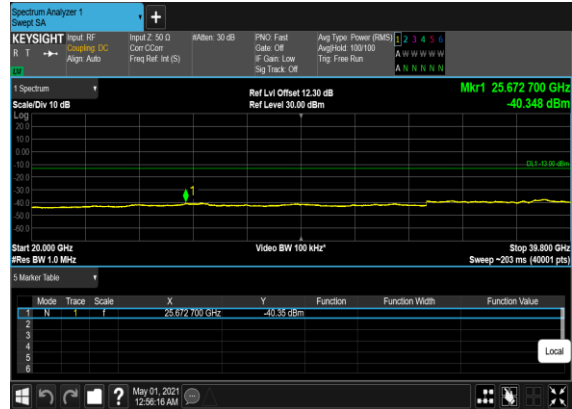 Spectrum Analyzer 1
Swept SA
+
KEYSIGHT Input: RF Input Z: 50 Ω #Atten: 30 dB PNO: Fast Avg Type: Power (RMS) 1 2 3 4 5 6
R T Coupling: DC Corr CCorr Gate: Off Avg|Hold: 100/100 A W W W W W
Align: Auto Freq Ref: Int (S) IF Gain: Low Trig: Free Run
Sig Track: Off A N N N N N
1 Spectrum Ref Lvl Offset 12.30 dB Mkr1 25.672 700 GHz
Scale/Div 10 dB Ref Level 30.00 dBm -40.348 dBm
Log
20.0
10.0
0.00
-10.0 DL1 -13.00 dBm
-20.0
-30.0 1
-40.0
-50.0
-60.0
Start 20.000 GHz Video BW 100 kHz* Stop 39.800 GHz
#Res BW 1.0 MHz Sweep ~203 ms (40001 pts)
5 Marker Table
Mode Trace Scale X Y Function Function Width Function Value
1 N 1 f 25.672 700 GHz -40.35 dBm
2
3
4
5
6
Local
? May 01, 2021
12:56:16 AM